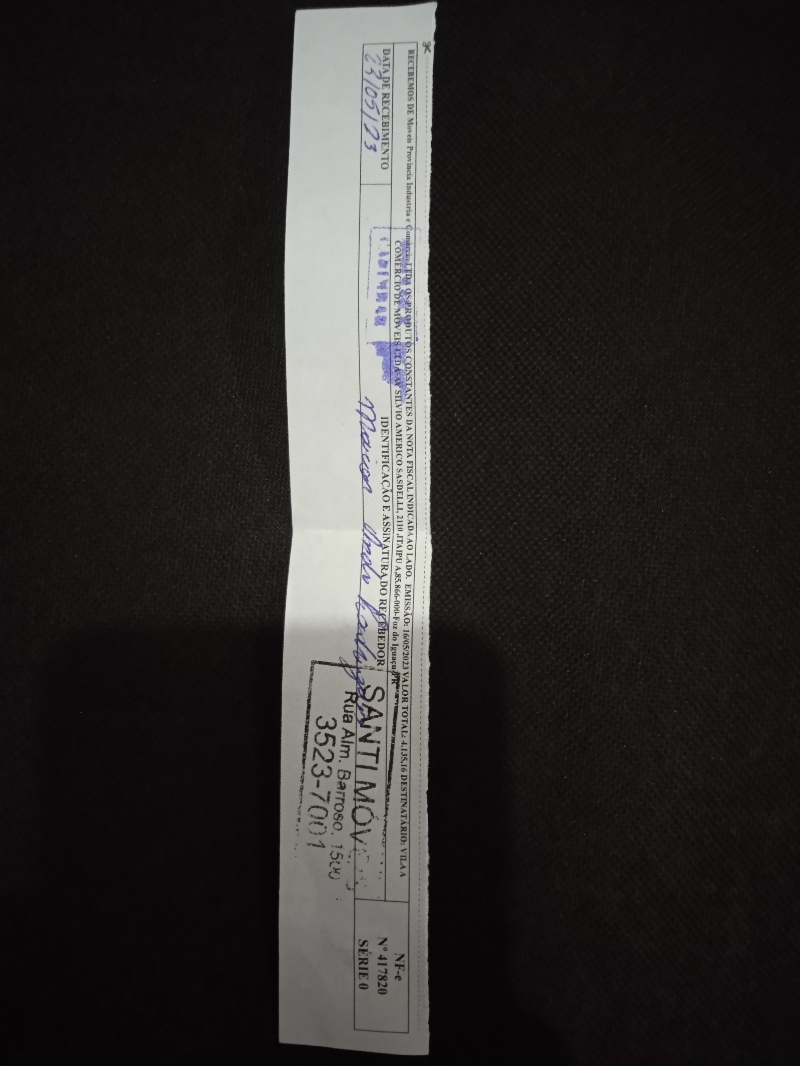 RECEBEMOS DE Moveis Provincia Industria e Comercio LTDA OS PRODUTOS CONSTANTES DA NOTA FISCAL INDICADA AO LADO. EMISSÃO: 16/05/2023 VALOR TOTAL: 4.135,16 DESTINATÁRIO: VILA A
COMERCIO DE MOVEIS LTDA AV SILVIO AMERICO SASDELLI, 2110 ,ITAIPU A,85.866-000-Foz do Iguaçu/PR
DATA DE RECEBIMENTO
23/05/23
IDENTIFICAÇÃO E ASSINATURA DO RECEBEDOR
SANTI
Rua Alm. Barroso,
3523-7001
NF-e
Nº 417820
SÉRIE 0